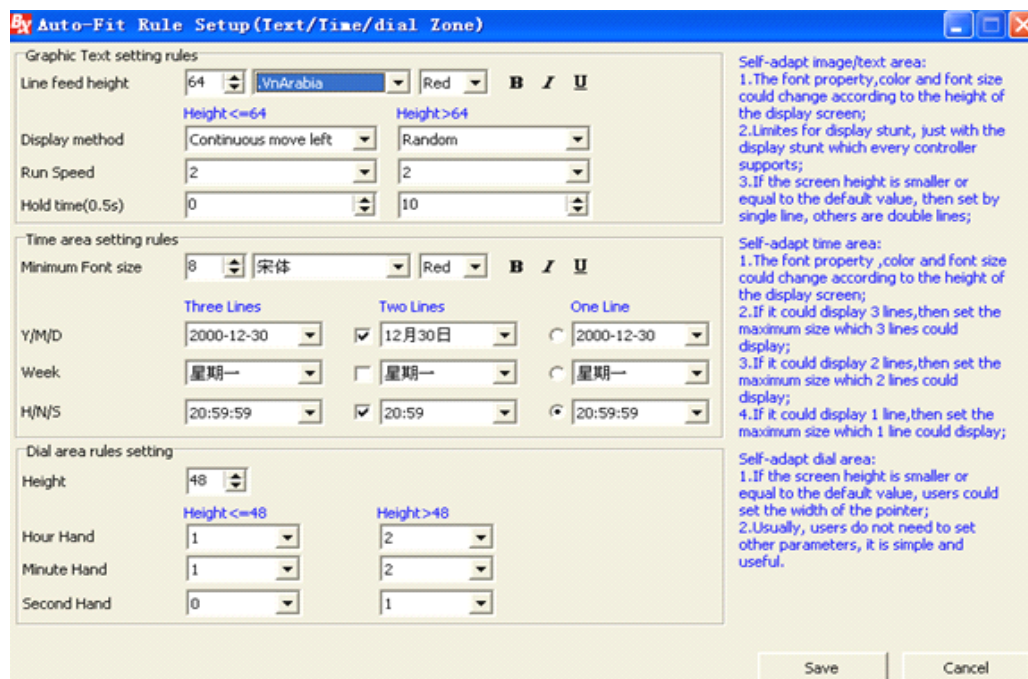 BX Auto-Fit Rule Setup(Text/Time/dial Zone)
Graphic Text setting rules
Line feed height 64 .VnArabia Red B I U
Height<=64 Height>64
Display method Continuous move left Random
Run Speed 2 2
Hold time(0.5s) 0 10
Time area setting rules
Minimum Font size 8 宋体 Red B I U
Three Lines Two Lines One Line
Y/M/D 2000-12-30 12月30日 2000-12-30
Week 星期一 星期一 星期一
H/N/S 20:59:59 20:59 20:59:59
Dial area rules setting
Height 48
Height<=48 Height>48
Hour Hand 1 2
Minute Hand 1 2
Second Hand 0 1
Self-adapt image/text area:
1.The font property,color and font size
could change according to the height of
the display screen;
2.Limites for display stunt, just with the
display stunt which every controller
supports;
3.If the screen height is smaller or
equal to the default value, then set by
single line, others are double lines;
Self-adapt time area:
1.The font property ,color and font size
could change according to the height of
the display screen;
2.If it could display 3 lines,then set the
maximum size which 3 lines could
display;
3.If it could display 2 lines,then set the
maximum size which 2 lines could
display;
4.If it could display 1 line,then set the
maximum size which 1 line could display;
Self-adapt dial area:
1.If the screen height is smaller or
equal to the default value, users could
set the width of the pointer;
2.Usually, users do not need to set
other parameters, it is simple and
useful.
Save Cancel